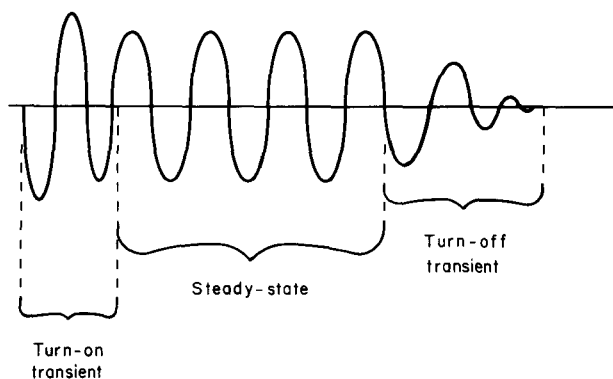 Turn-off
transient
Steady-state
Turn-on
transient